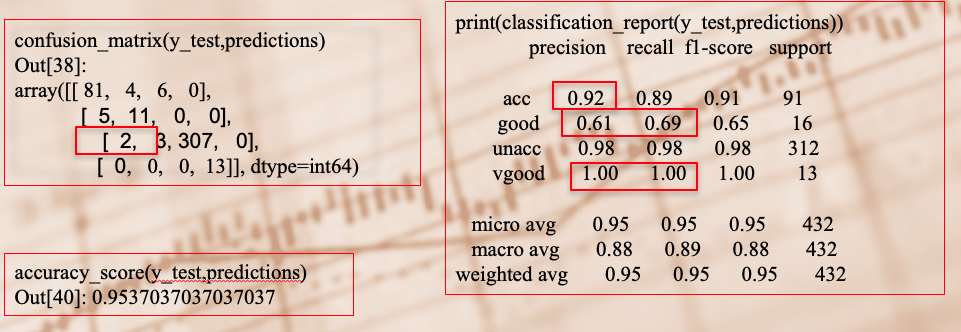 confusion_matrix(y_test,predictions)
Out[38]:
array([[ 81, 4, 6, 0],
[ 5, 11, 0, 0],
[ 2, 3, 307, 0],
[ 0, 0, 0, 13]], dtype=int64)
accuracy_score(y_test,predictions)
Out[40]: 0.9537037037037037
print(classification_report(y_test,predictions))
precision recall f1-score support
acc 0.92 0.89 0.91 91
good 0.61 0.69 0.65 16
unacc 0.98 0.98 0.98 312
vgood 1.00 1.00 1.00 13
micro avg 0.95 0.95 0.95 432
macro avg 0.88 0.89 0.88 432
weighted avg 0.95 0.95 0.95 432